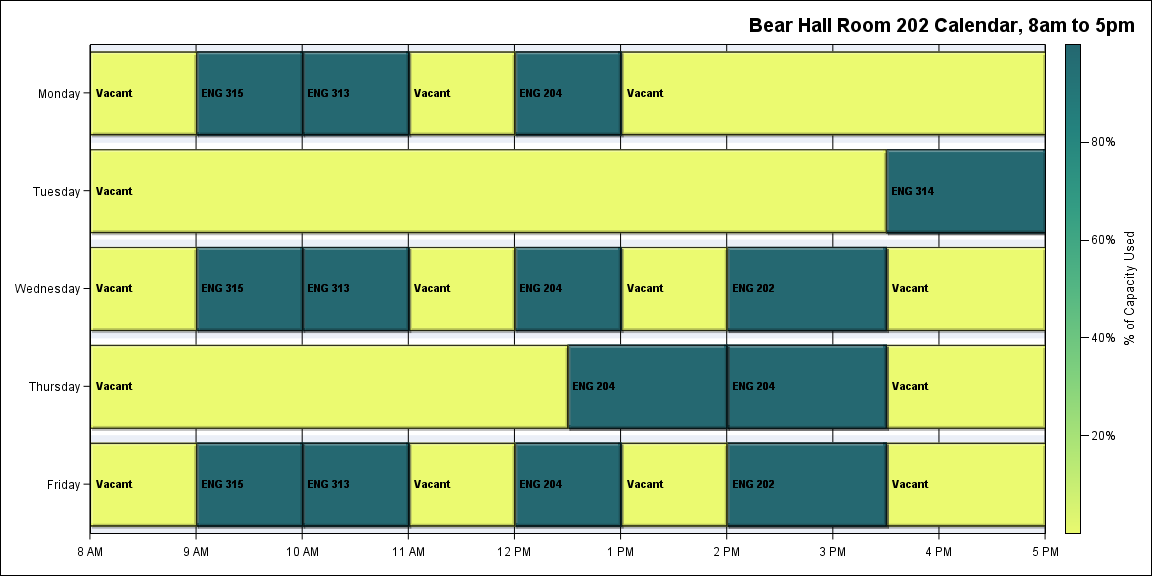 Bear Hall Room 202 Calendar, 8am to 5pm
Monday
Vacant
ENG 315
ENG 313
Vacant
ENG 204
Vacant
Tuesday
Vacant
ENG 314
Wednesday
Vacant
ENG 315
ENG 313
Vacant
ENG 204
Vacant
ENG 202
Vacant
Thursday
Vacant
ENG 204
ENG 204
Vacant
Friday
Vacant
ENG 315
ENG 313
Vacant
ENG 204
Vacant
ENG 202
Vacant
8 AM
9 AM
10 AM
11 AM
12 PM
1 PM
2 PM
3 PM
4 PM
5 PM
80%
60%
40%
20%
% of Capacity Used